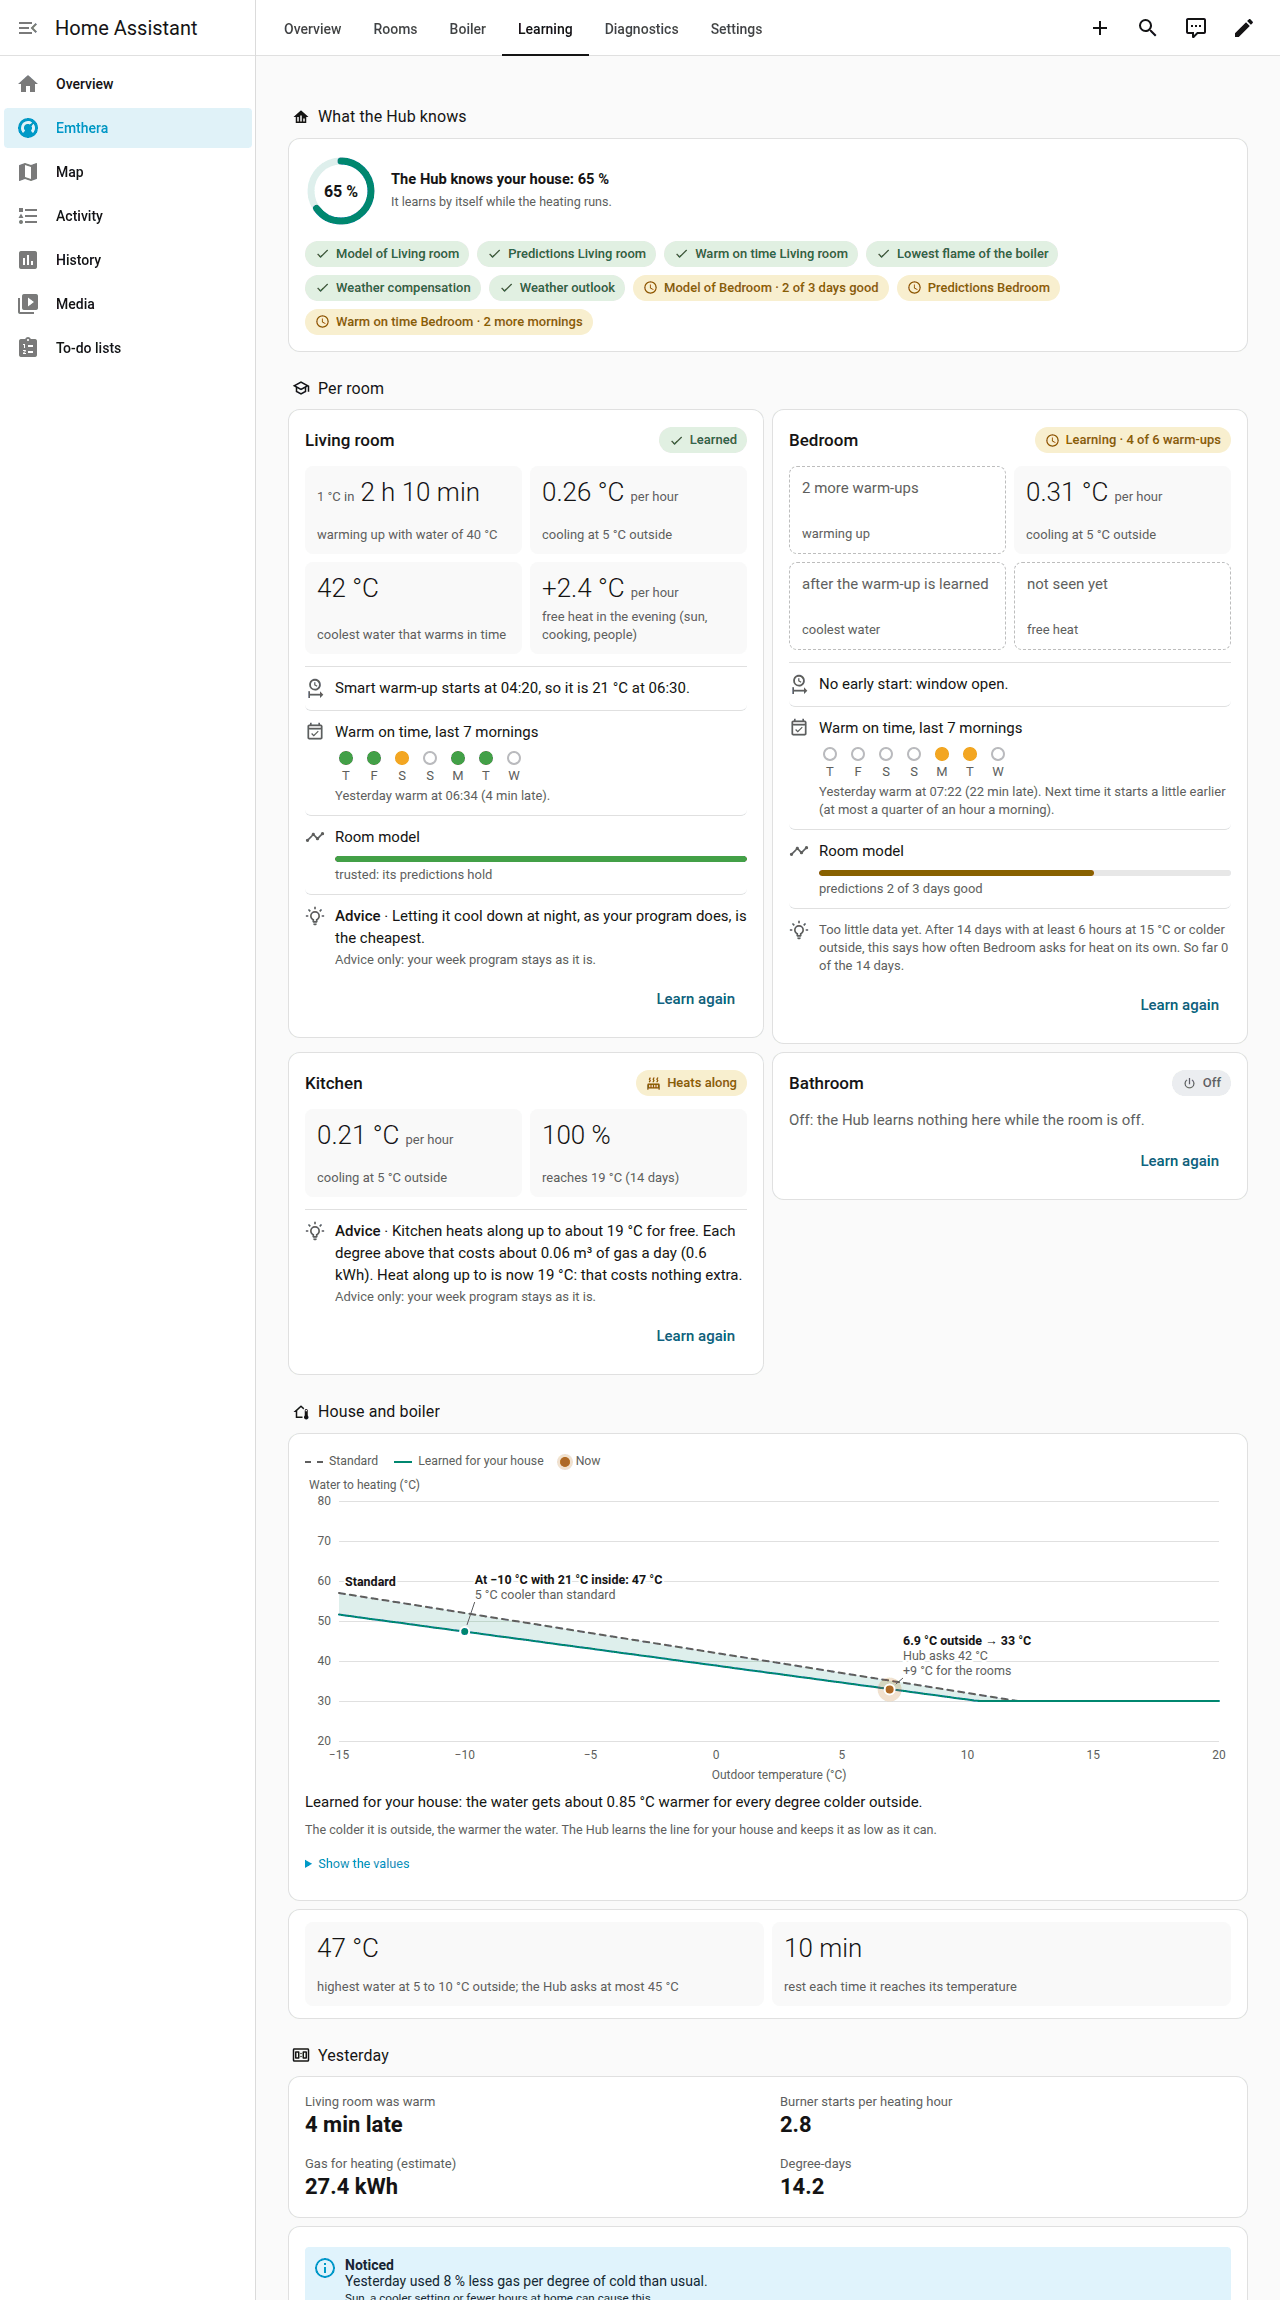 Home Assistant
Overview
Rooms
Boiler
Learning
Diagnostics
Settings
Overview
Emthera
Map
Activity
History
Media
To-do lists
What the Hub knows
65 %
The Hub knows your house: 65 %
It learns by itself while the heating runs.
Model of Living room
Predictions Living room
Warm on time Living room
Lowest flame of the boiler
Weather compensation
Weather outlook
Model of Bedroom · 2 of 3 days good
Predictions Bedroom
Warm on time Bedroom · 2 more mornings
Per room
Living room
Learned
1 °C in 2 h 10 min
warming up with water of 40 °C
0.26 °C per hour
cooling at 5 °C outside
42 °C
coolest water that warms in time
+2.4 °C per hour
free heat in the evening (sun,
cooking, people)
Smart warm-up starts at 04:20, so it is 21 °C at 06:30.
Warm on time, last 7 mornings
T F S S M T W
Yesterday warm at 06:34 (4 min late).
Room model
trusted: its predictions hold
Advice · Letting it cool down at night, as your program does, is
the cheapest.
Advice only: your week program stays as it is.
Learn again
Bedroom
Learning · 4 of 6 warm-ups
2 more warm-ups
warming up
0.31 °C per hour
cooling at 5 °C outside
after the warm-up is learned
coolest water
not seen yet
free heat
No early start: window open.
Warm on time, last 7 mornings
T F S S M T W
Yesterday warm at 07:22 (22 min late). Next time it starts a little earlier
(at most a quarter of an hour a morning).
Room model
predictions 2 of 3 days good
Too little data yet. After 14 days with at least 6 hours at 15 °C or colder
outside, this says how often Bedroom asks for heat on its own. So far 0
of the 14 days.
Learn again
Kitchen
Heats along
0.21 °C per hour
cooling at 5 °C outside
100 %
reaches 19 °C (14 days)
Advice · Kitchen heats along up to about 19 °C for free. Each
degree above that costs about 0.06 m³ of gas a day (0.6
kWh). Heat along up to is now 19 °C: that costs nothing extra.
Advice only: your week program stays as it is.
Learn again
Bathroom
Off
Off: the Hub learns nothing here while the room is off.
Learn again
House and boiler
Standard
Learned for your house
Now
Water to heating (°C)
80
70
60
50
40
30
20
Standard
At −10 °C with 21 °C inside: 47 °C
5 °C cooler than standard
6.9 °C outside → 33 °C
Hub asks 42 °C
+9 °C for the rooms
−15 −10 −5 0 5 10 15 20
Outdoor temperature (°C)
Learned for your house: the water gets about 0.85 °C warmer for every degree colder outside.
The colder it is outside, the warmer the water. The Hub learns the line for your house and keeps it as low as it can.
Show the values
47 °C
highest water at 5 to 10 °C outside; the Hub asks at most 45 °C
10 min
rest each time it reaches its temperature
Yesterday
Living room was warm
4 min late
Burner starts per heating hour
2.8
Gas for heating (estimate)
27.4 kWh
Degree-days
14.2
Noticed
Yesterday used 8 % less gas per degree of cold than usual.
Sun, a cooler setting or fewer hours at home can cause this.